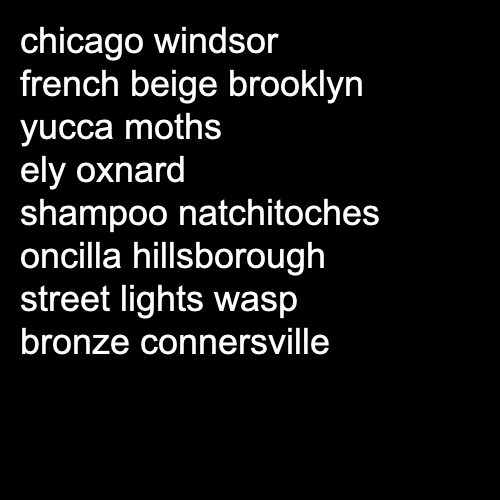 chicago windsor
french beige brooklyn
yucca moths
ely oxnard
shampoo natchitoches
oncilla hillsborough
street lights wasp
bronze connersville